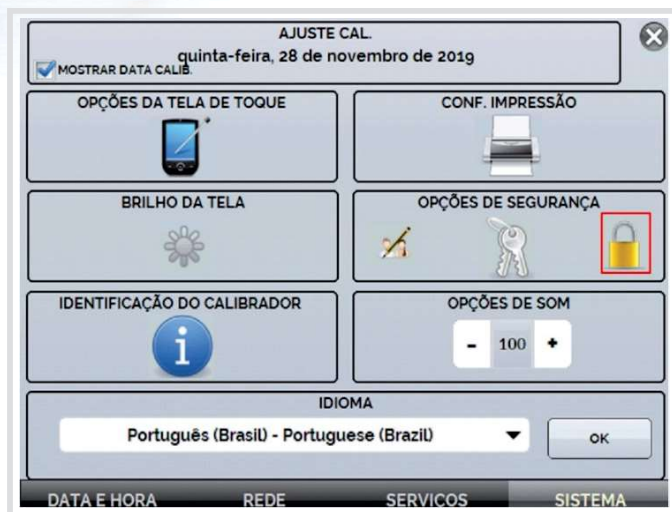 AJUSTE CAL.
quinta-feira, 28 de novembro de 2019
MOSTRAR DATA CALIB.
OPÇÕES DA TELA DE TOQUE
CONF. IMPRESSÃO
BRILHO DA TELA
OPÇÕES DE SEGURANÇA
IDENTIFICAÇÃO DO CALIBRADOR
OPÇÕES DE SOM
- 100 +
IDIOMA
Português (Brasil) - Portuguese (Brazil)
OK
DATA E HORA REDE SERVIÇOS SISTEMA